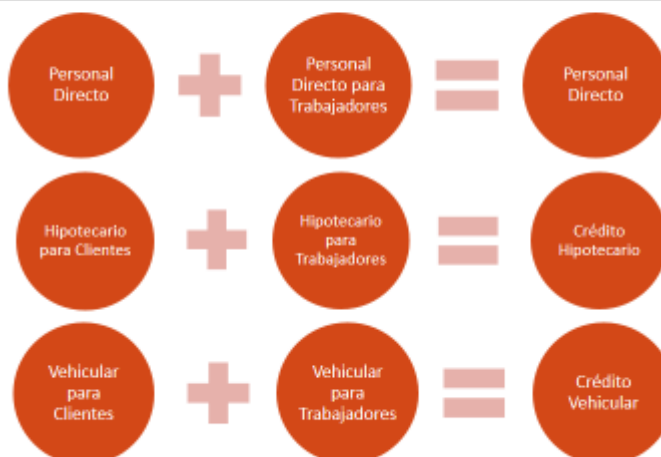 Personal
Directo
Personal
Directo para
Trabajadores
Personal
Directo
Hipotecario
para Clientes
Hipotecario
para
Trabajadores
Crédito
Hipotecario
Vehicular
para
Clientes
Vehicular
para
Trabajadores
Crédito
Vehicular